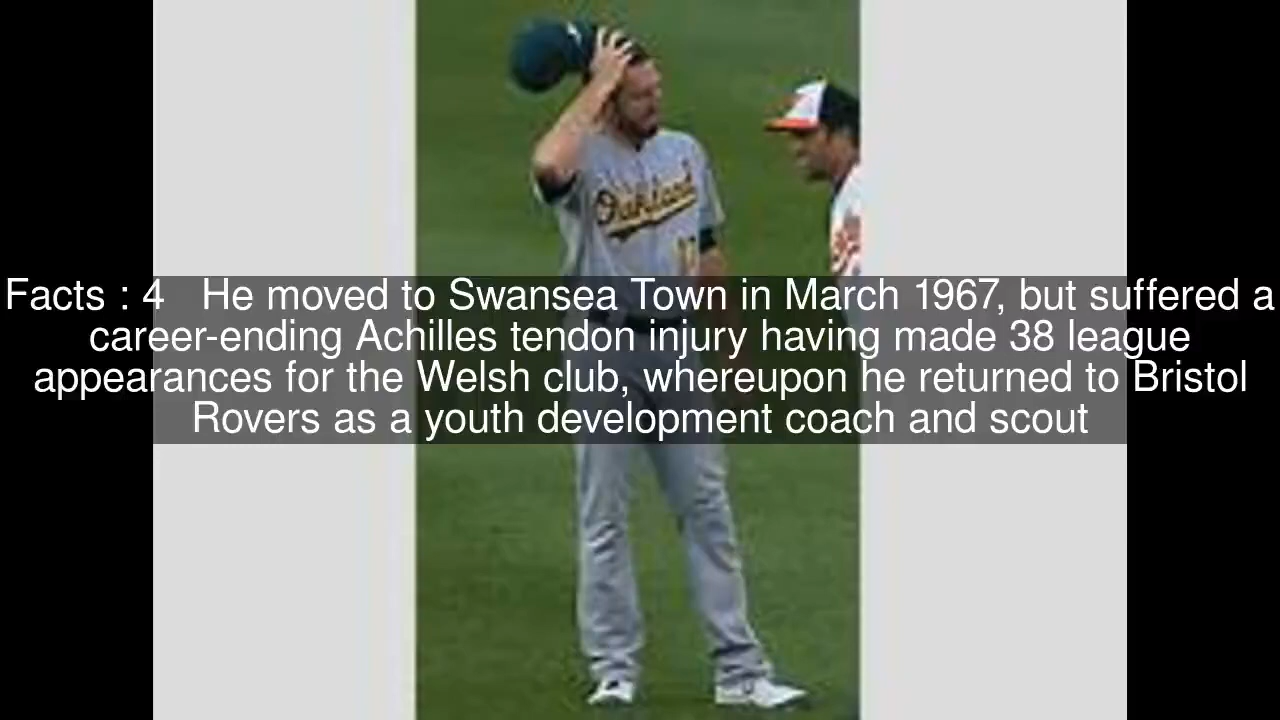 Oakland
Facts : 4   He moved to Swansea Town in March 1967, but suffered a
career-ending Achilles tendon injury having made 38 league
appearances for the Welsh club, whereupon he returned to Bristol
Rovers as a youth development coach and scout